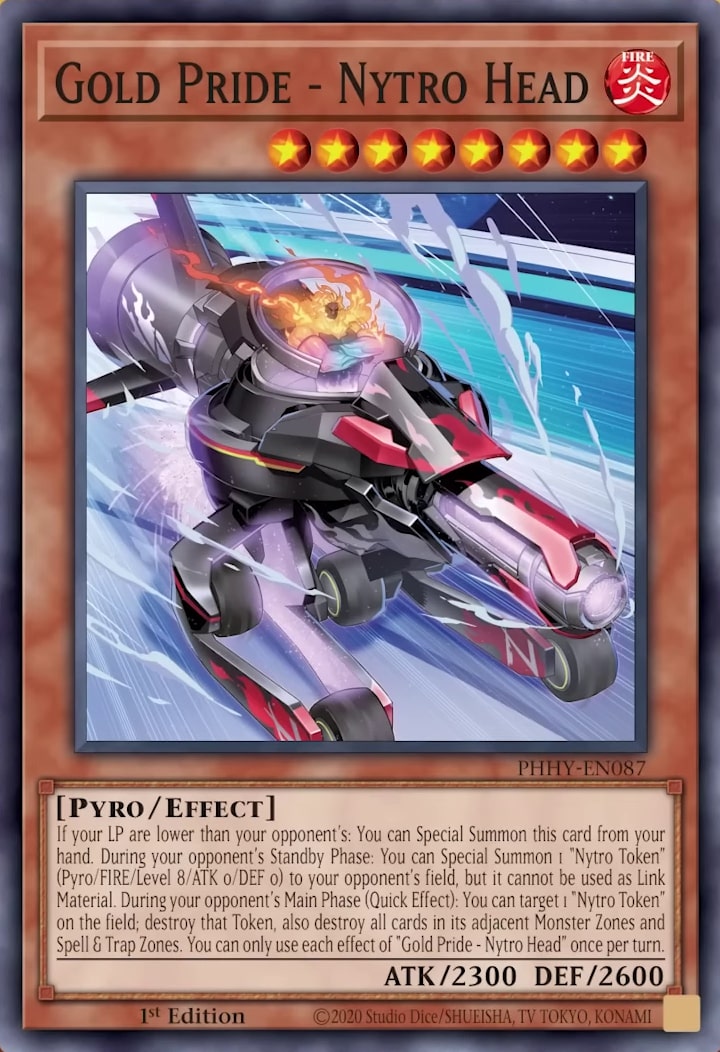 GOLD PRIDE - NYTRO HEAD
FIRE
炎
N
PHHY-EN087
[PYRO/EFFECT]
If your LP are lower than your opponent's: You can Special Summon this card from your
hand. During your opponent's Standby Phase: You can Special Summon 1 "Nytro Token"
(Pyro/FIRE/Level 8/ATK 0/DEF 0) to your opponent's field, but it cannot be used as Link
Material. During your opponent's Main Phase (Quick Effect): You can target 1 "Nytro Token"
on the field; destroy that Token, also destroy all cards in its adjacent Monster Zones and
Spell & Trap Zones. You can only use each effect of "Gold Pride - Nytro Head" once per turn.
ATK/2300 DEF/2600
1st Edition ©2020 Studio Dice/SHUEISHA, TV TOKYO, KONAMI